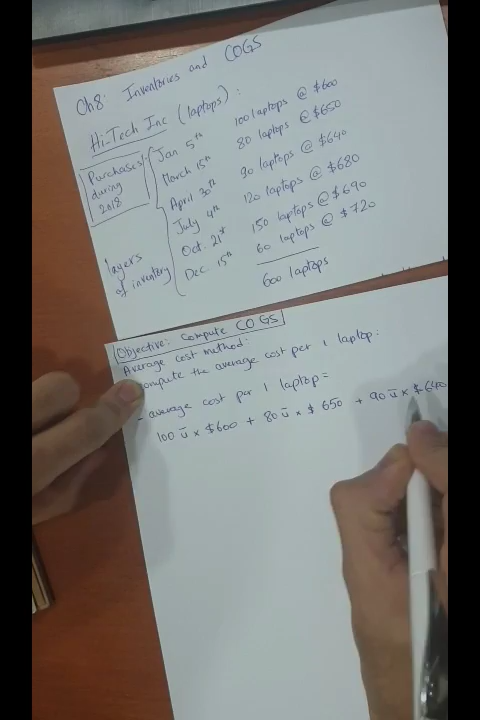 Ch8: Inventories and COGS
Hi-Tech Inc (laptops):
Purchases during 2018
Jan 5th 100 laptops @ $600
March 15th 80 laptops @ $650
April 30th 90 laptops @ $640
July 4th 120 laptops @ $680
Oct. 21st 150 laptops @ $690
Dec. 15th 60 laptops @ $720
layers of inventory
600 laptops
Objective: Compute COGS
Average cost method:
compute the average cost per 1 laptop:
- average cost per 1 laptop =
100 ū x $600 + 80 ū x $ 650 + 90 ū x $640